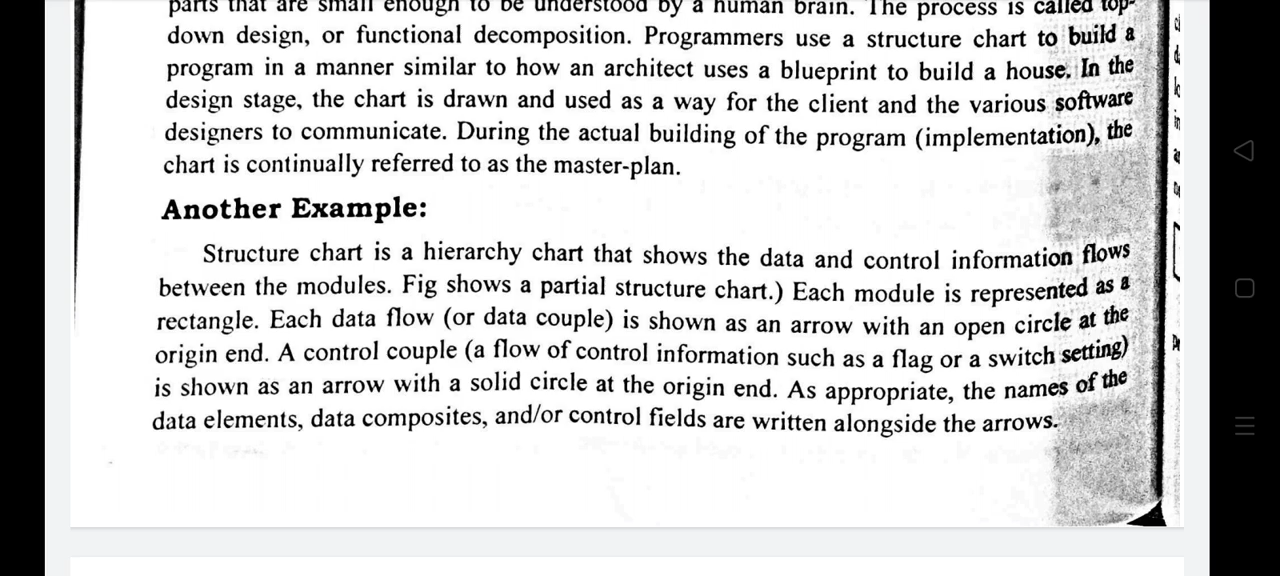 parts that are small enough to be understood by a human brain. The process is called top-
down design, or functional decomposition. Programmers use a structure chart to build a
program in a manner similar to how an architect uses a blueprint to build a house. In the
design stage, the chart is drawn and used as a way for the client and the various software
designers to communicate. During the actual building of the program (implementation), the
chart is continually referred to as the master-plan.
Another Example:
Structure chart is a hierarchy chart that shows the data and control information flows
between the modules. Fig shows a partial structure chart.) Each module is represented as a
rectangle. Each data flow (or data couple) is shown as an arrow with an open circle at the
origin end. A control couple (a flow of control information such as a flag or a switch setting)
is shown as an arrow with a solid circle at the origin end. As appropriate, the names of the
data elements, data composites, and/or control fields are written alongside the arrows.